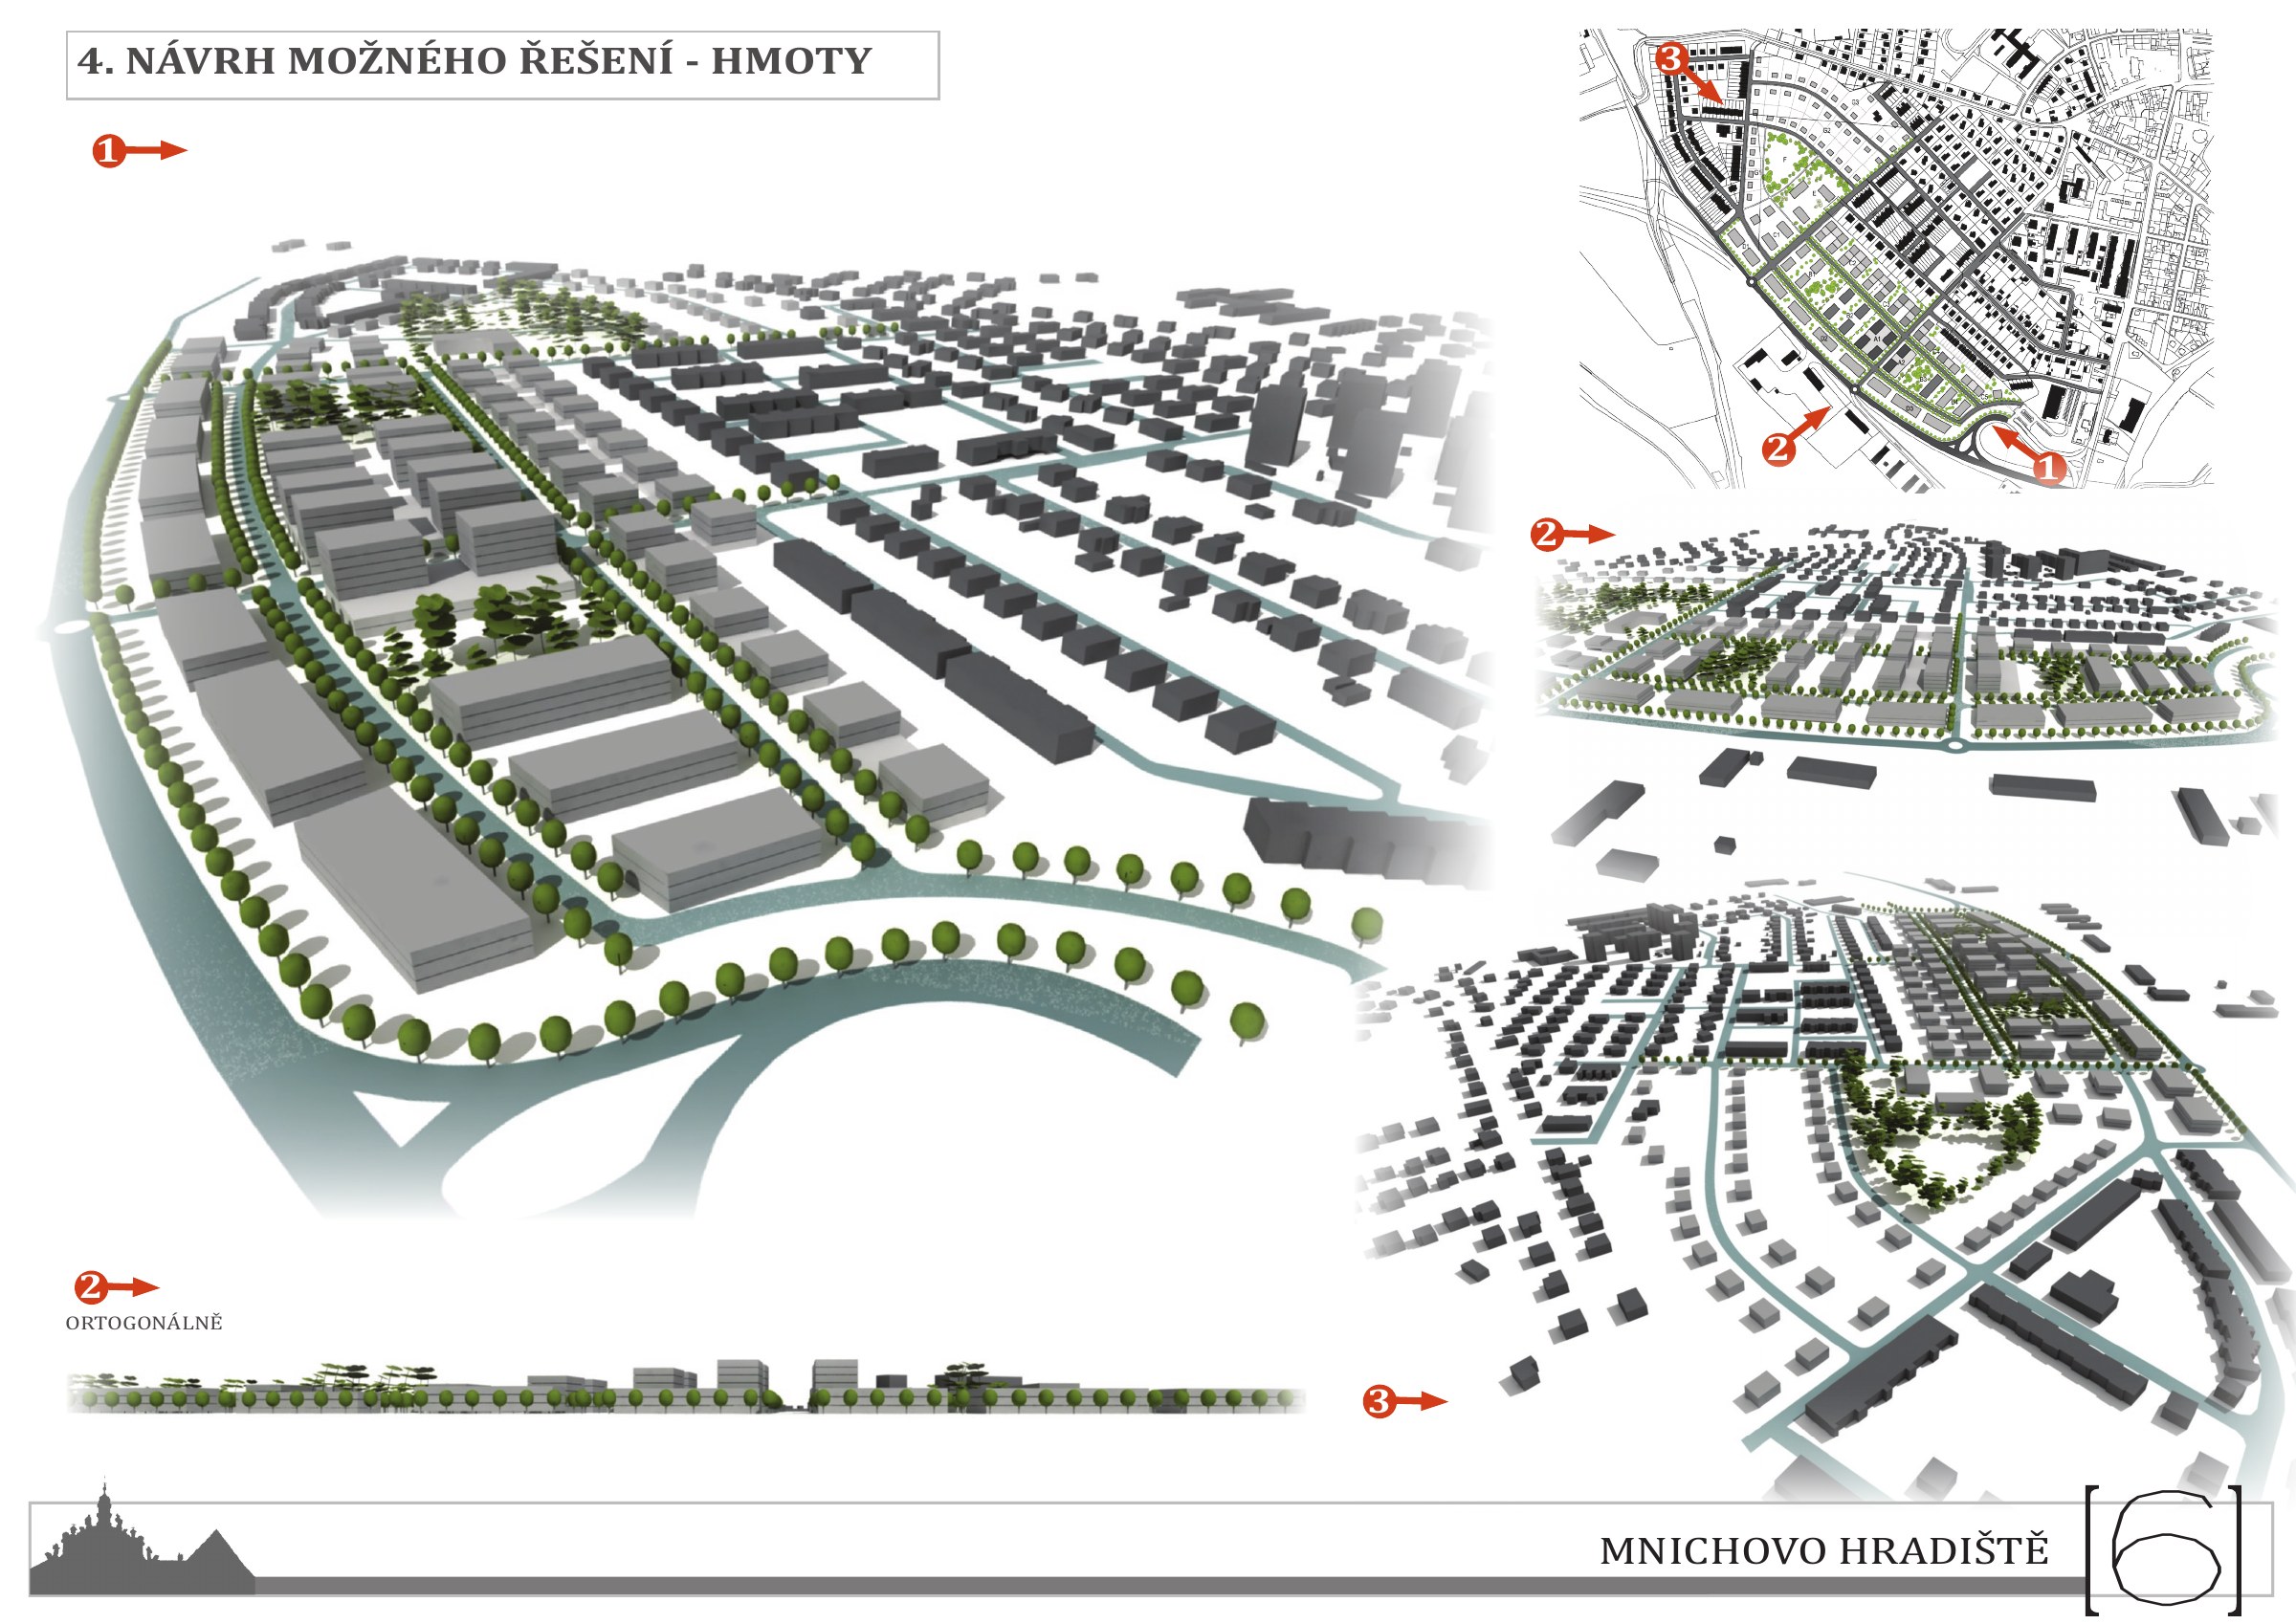 4. NÁVRH MOŽNÉHO ŘEŠENÍ - HMOTY
1
3
2
1
2
2
ORTOGONÁLNĚ
3
MNICHOVO HRADIŠTĚ
[6]